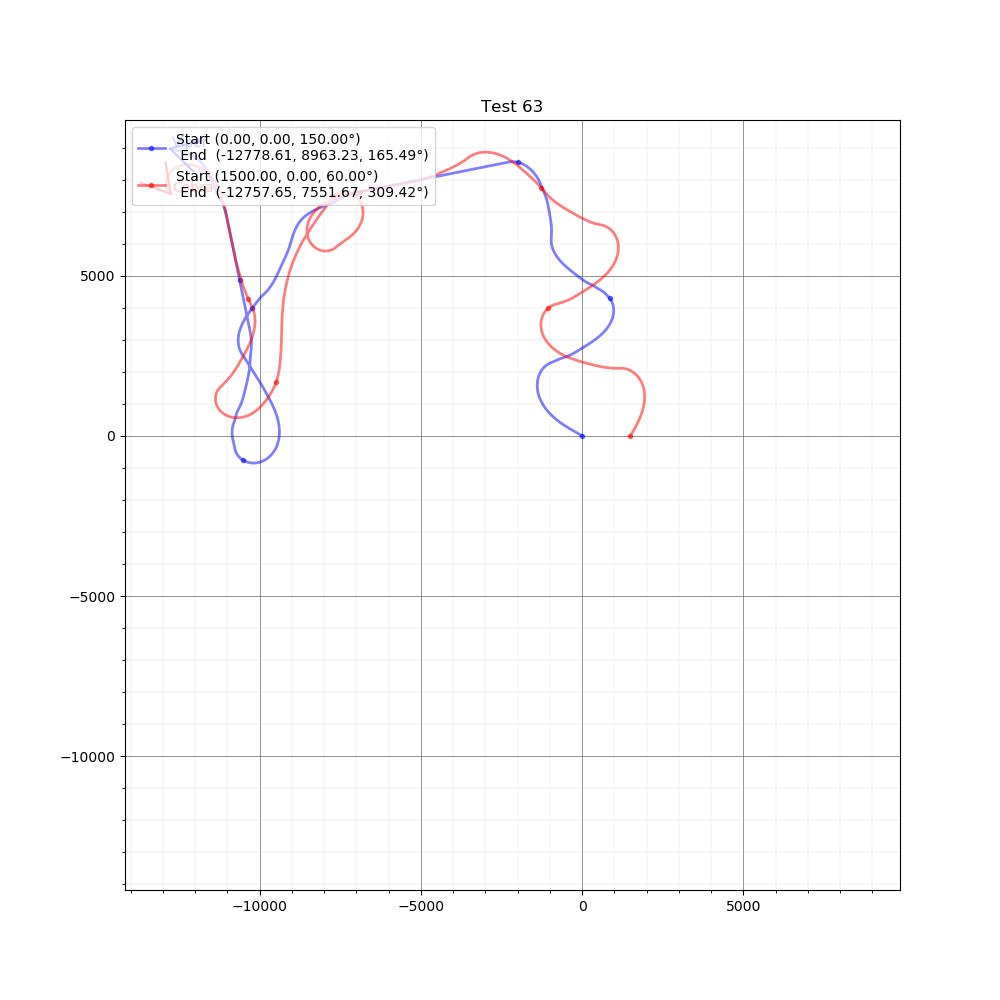 Test 63
Start (0.00, 0.00, 150.00°)
End (-12778.61, 8963.23, 165.49°)
Start (1500.00, 0.00, 60.00°)
End (-12757.65, 7551.67, 309.42°)
5000
0
−5000
−10000
−10000
−5000
0
5000